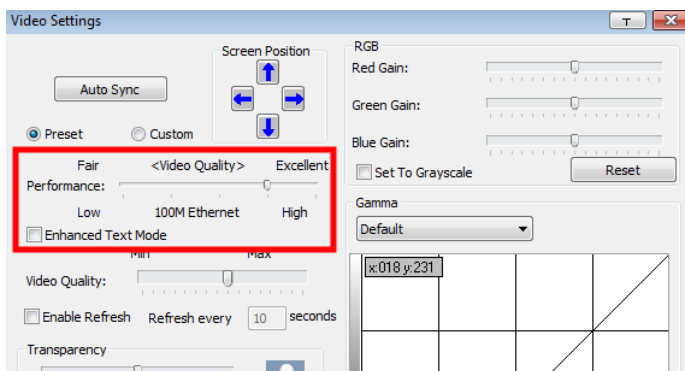 Video Settings
T
Screen Position
Auto Sync
Preset Custom
Fair <Video Quality> Excellent
Performance:
Low 100M Ethernet High
Enhanced Text Mode
Min Max
Video Quality:
Enable Refresh Refresh every 10 seconds
Transparency
RGB
Red Gain:
Green Gain:
Blue Gain:
Set To Grayscale Reset
Gamma
Default
x:018 y:231